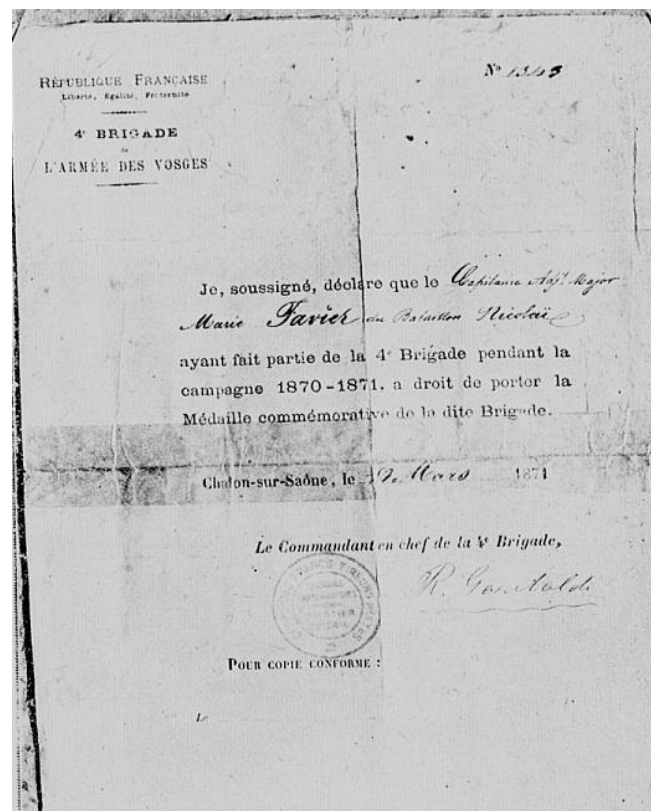 RÉPUBLIQUE FRANÇAISE
Liberté, Égalité, Fraternité
Nº 1343
4e BRIGADE
de
L'ARMÉE DES VOSGES
Je, soussigné, déclare que le Capitaine Adjt Major
Marie Favier du Bataillon Nicolaï
ayant fait partie de la 4e Brigade pendant la
campagne 1870-1871, a droit de porter la
Médaille commémorative de la dite Brigade.
Chalon-sur-Saône, le 12 Mars 1871
Le Commandant en chef de la 4e Brigade,
R. Garibaldi
POUR COPIE CONFORME :
Le